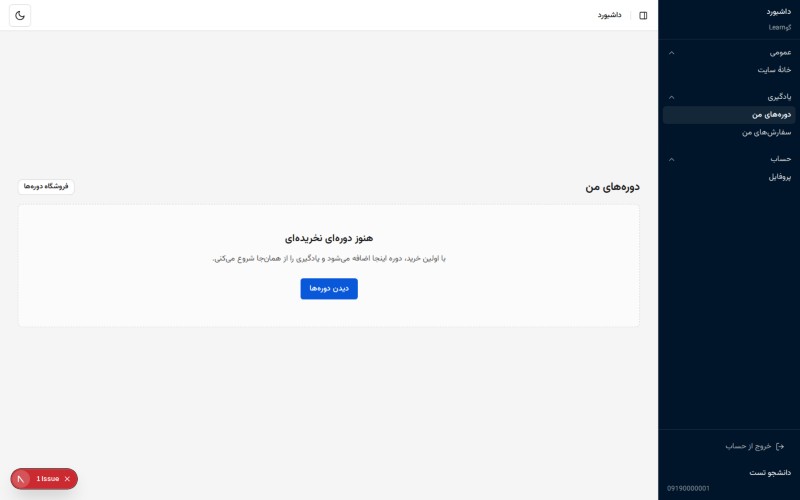 داشبورد
گوLearn
عمومی
خانهٔ سایت
یادگیری
دوره‌های من
سفارش‌های من
حساب
پروفایل
خروج از حساب
دانشجو تست
09190000001
داشبورد
دوره‌های من
فروشگاه دوره‌ها
هنوز دوره‌ای نخریده‌ای
با اولین خرید، دوره اینجا اضافه می‌شود و یادگیری را از همان‌جا شروع می‌کنی.
دیدن دوره‌ها
N
1 Issue